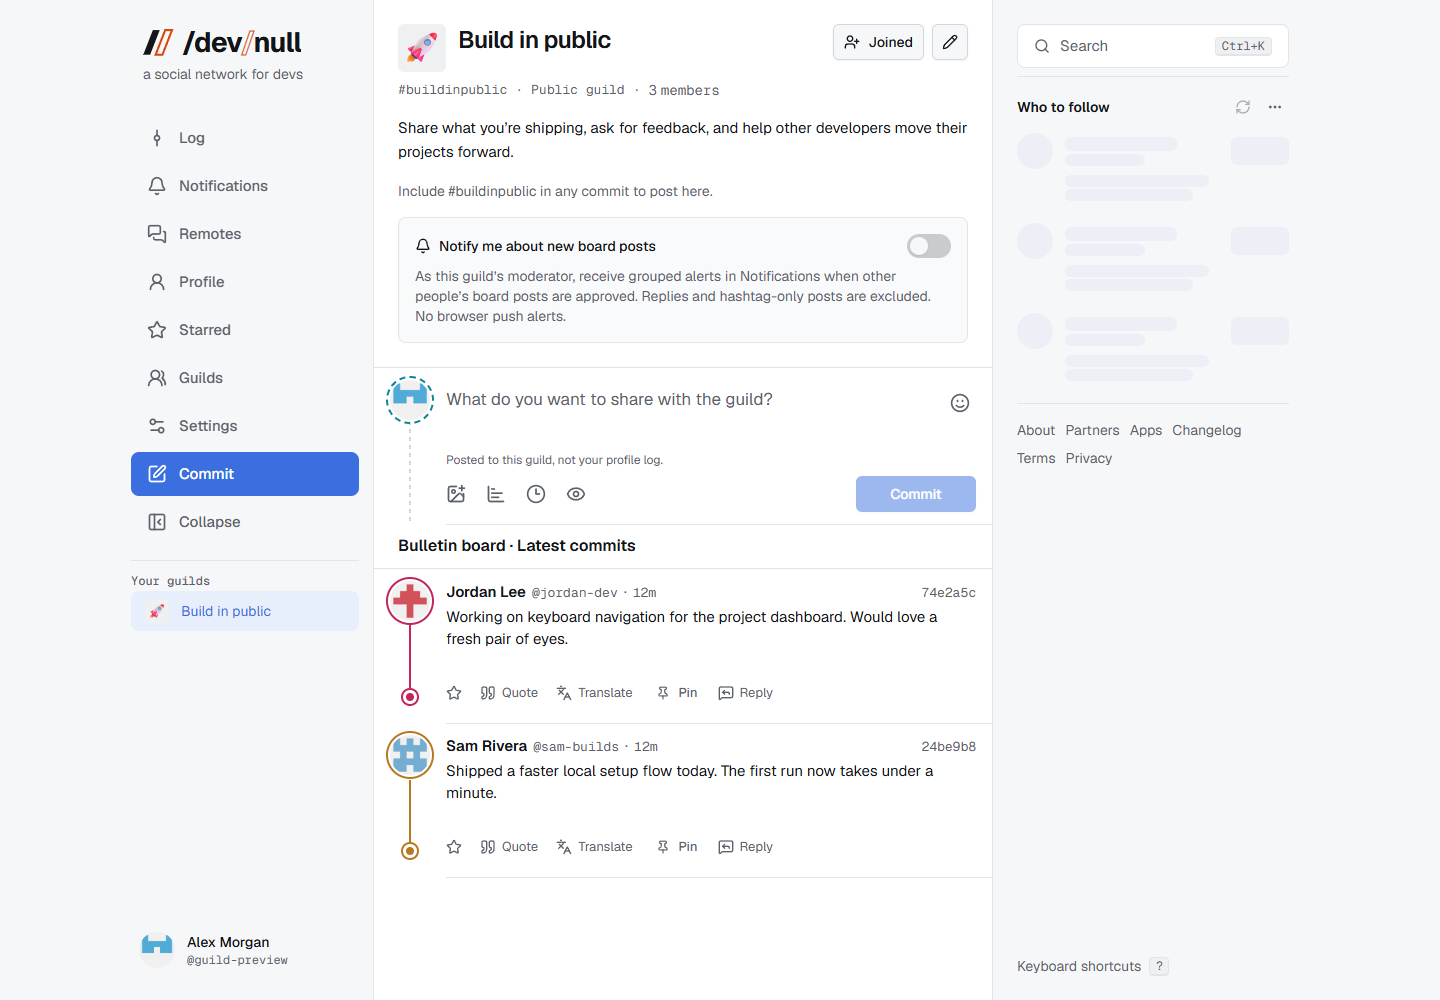 /dev//null
a social network for devs
Log
Notifications
Remotes
Profile
Starred
Guilds
Settings
Commit
Collapse
Your guilds
Build in public
Alex Morgan
@guild-preview
Build in public
Joined
#buildinpublic · Public guild · 3 members
Share what you’re shipping, ask for feedback, and help other developers move their
projects forward.
Include #buildinpublic in any commit to post here.
Notify me about new board posts
As this guild's moderator, receive grouped alerts in Notifications when other
people's board posts are approved. Replies and hashtag-only posts are excluded.
No browser push alerts.
What do you want to share with the guild?
Posted to this guild, not your profile log.
Commit
Bulletin board · Latest commits
Jordan Lee @jordan-dev · 12m 74e2a5c
Working on keyboard navigation for the project dashboard. Would love a
fresh pair of eyes.
Quote Translate Pin Reply
Sam Rivera @sam-builds · 12m 24be9b8
Shipped a faster local setup flow today. The first run now takes under a
minute.
Quote Translate Pin Reply
Search Ctrl+K
Who to follow
About Partners Apps Changelog
Terms Privacy
Keyboard shortcuts ?